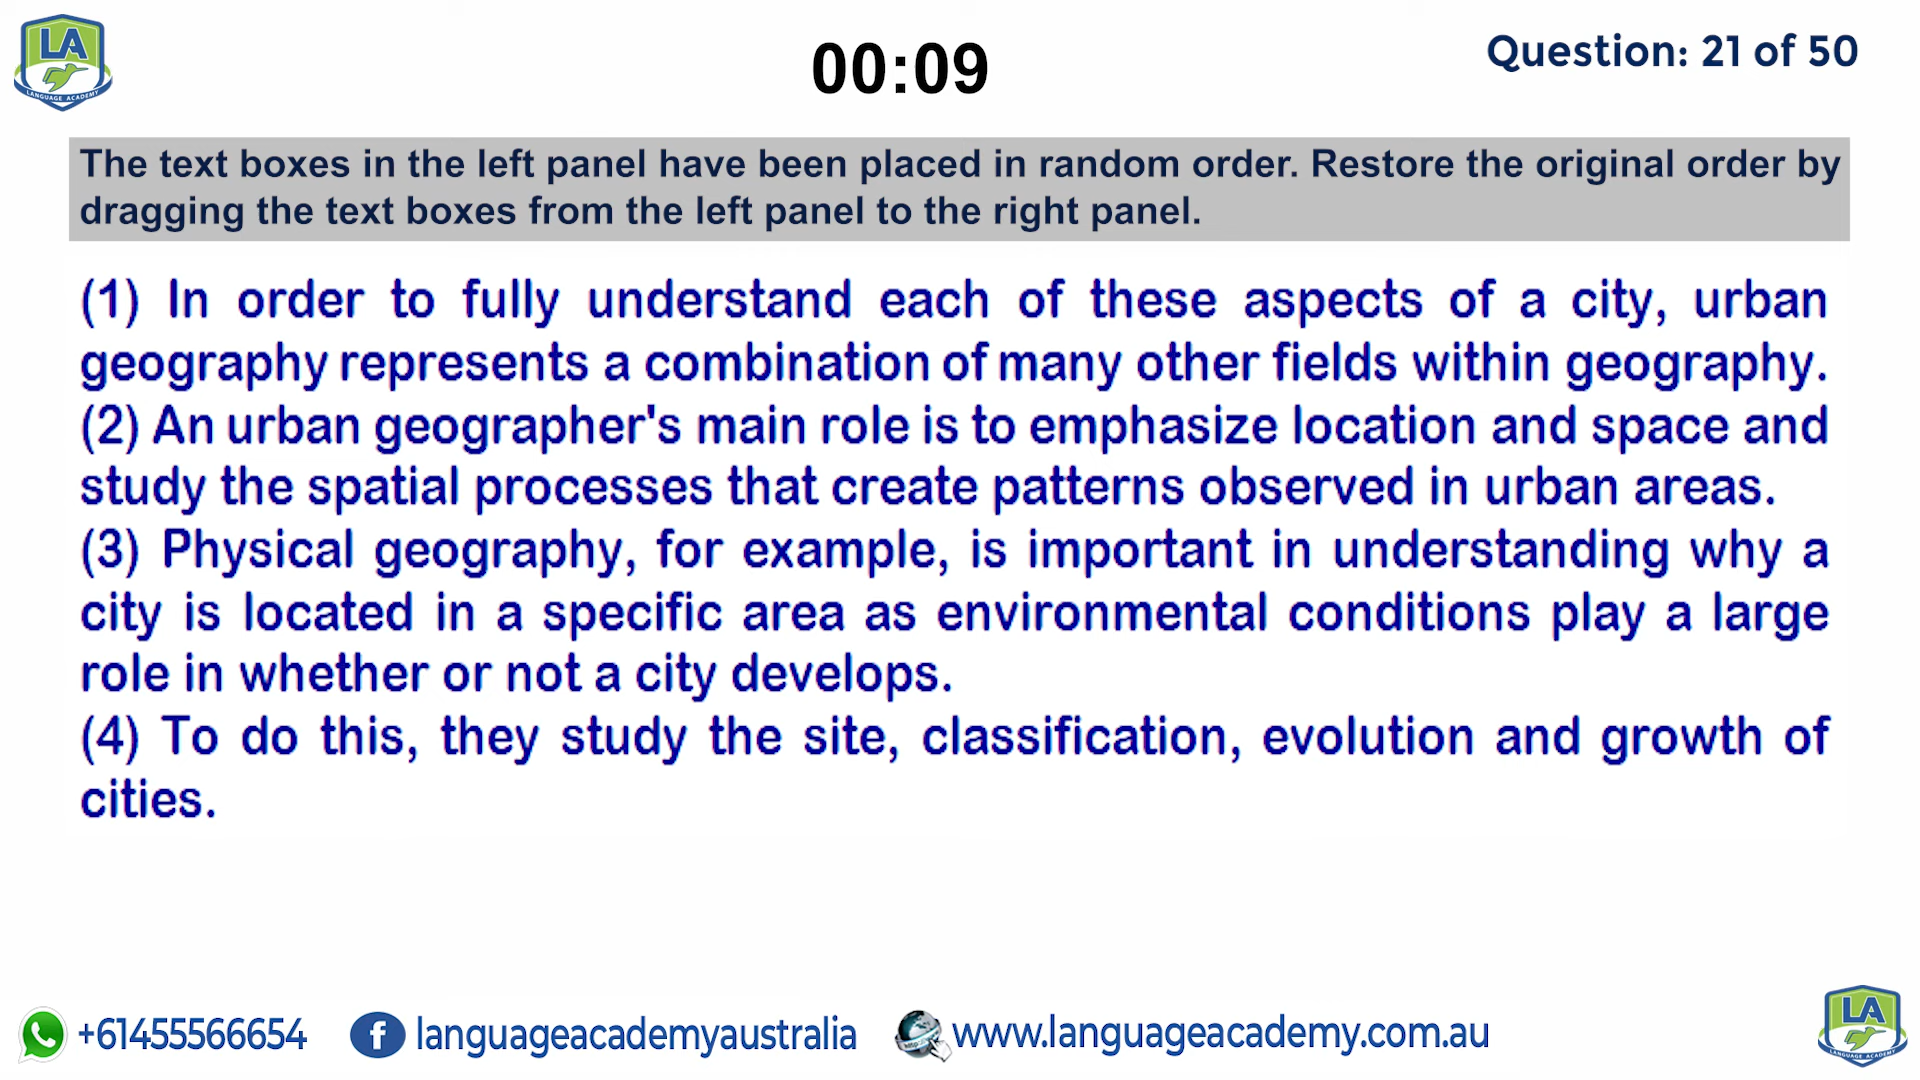 LA
LANGUAGE ACADEMY
00:09
Question: 21 of 50
The text boxes in the left panel have been placed in random order. Restore the original order by
dragging the text boxes from the left panel to the right panel.
(1) In order to fully understand each of these aspects of a city, urban
geography represents a combination of many other fields within geography.
(2) An urban geographer's main role is to emphasize location and space and
study the spatial processes that create patterns observed in urban areas.
(3) Physical geography, for example, is important in understanding why a
city is located in a specific area as environmental conditions play a large
role in whether or not a city develops.
(4) To do this, they study the site, classification, evolution and growth of
cities.
+61455566654
f languageacademyaustralia
http
www.languageacademy.com.au
LA
LANGUAGE ACADEMY